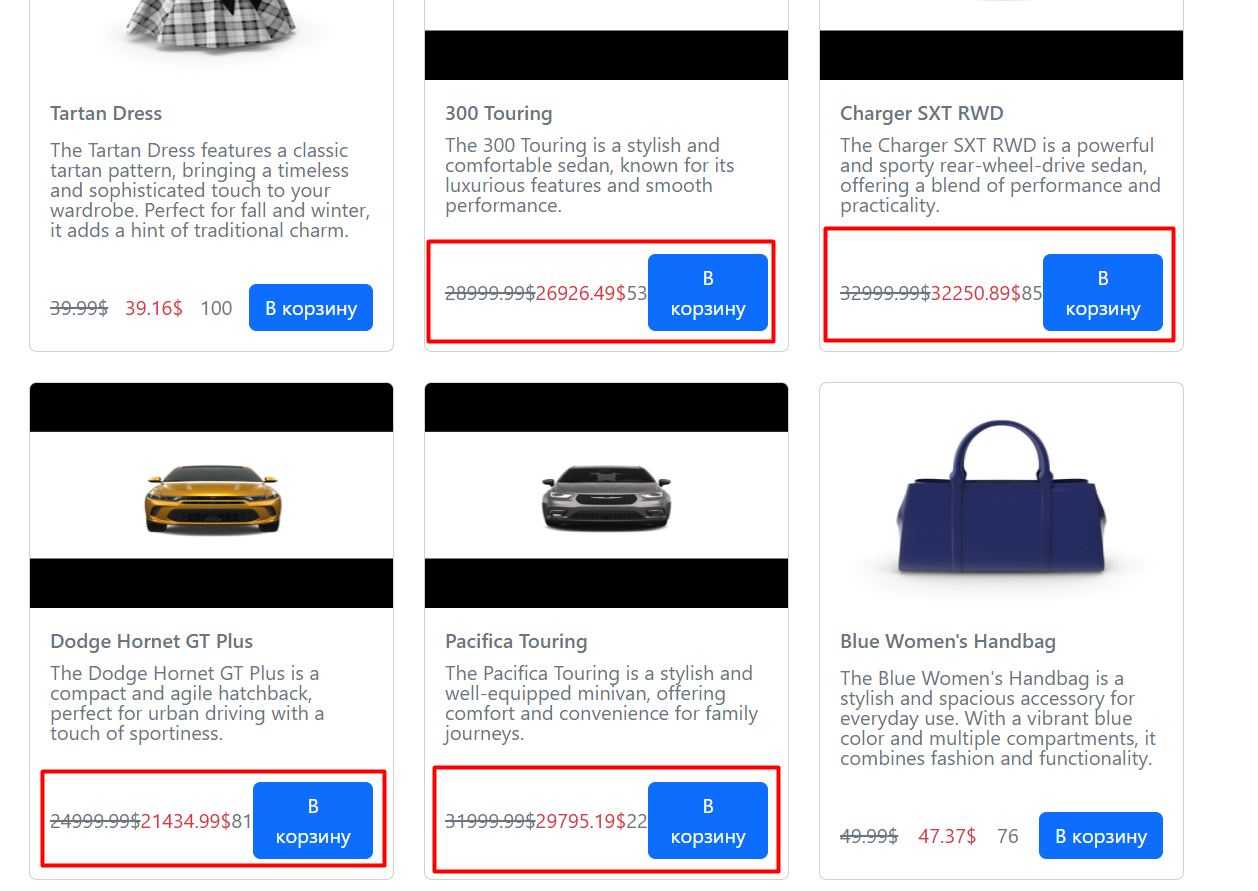 Tartan Dress
The Tartan Dress features a classic
tartan pattern, bringing a timeless
and sophisticated touch to your
wardrobe. Perfect for fall and winter,
it adds a hint of traditional charm.
39.99$ 39.16$ 100 В корзину
300 Touring
The 300 Touring is a stylish and
comfortable sedan, known for its
luxurious features and smooth
performance.
28999.99$26926.49$53
В
корзину
Charger SXT RWD
The Charger SXT RWD is a powerful
and sporty rear-wheel-drive sedan,
offering a blend of performance and
practicality.
32999.99$32250.89$85
В
корзину
Dodge Hornet GT Plus
The Dodge Hornet GT Plus is a
compact and agile hatchback,
perfect for urban driving with a
touch of sportiness.
24999.99$21434.99$81
В
корзину
Pacifica Touring
The Pacifica Touring is a stylish and
well-equipped minivan, offering
comfort and convenience for family
journeys.
31999.99$29795.19$22
В
корзину
Blue Women's Handbag
The Blue Women's Handbag is a
stylish and spacious accessory for
everyday use. With a vibrant blue
color and multiple compartments, it
combines fashion and functionality.
49.99$ 47.37$ 76 В корзину